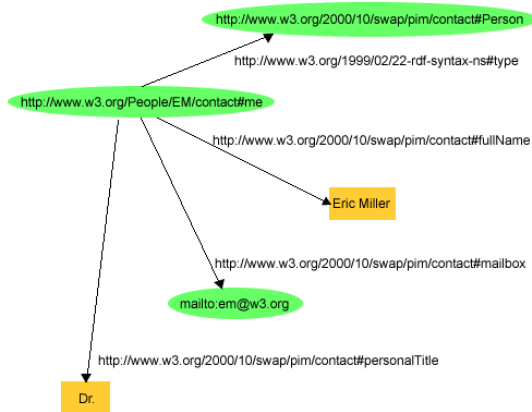 http://www.w3.org/2000/10/swap/pim/contact#Person
http://www.w3.org/1999/02/22-rdf-syntax-ns#type
http://www.w3.org/People/EM/contact#me
http://www.w3.org/2000/10/swap/pim/contact#fullName
Eric Miller
http://www.w3.org/2000/10/swap/pim/contact#mailbox
mailto:em@w3.org
http://www.w3.org/2000/10/swap/pim/contact#personalTitle
Dr.